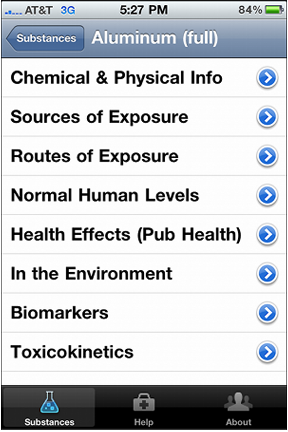 AT&T 3G 5:27 PM 84%
Substances Aluminum (full)
Chemical & Physical Info
Sources of Exposure
Routes of Exposure
Normal Human Levels
Health Effects (Pub Health)
In the Environment
Biomarkers
Toxicokinetics
Substances Help About